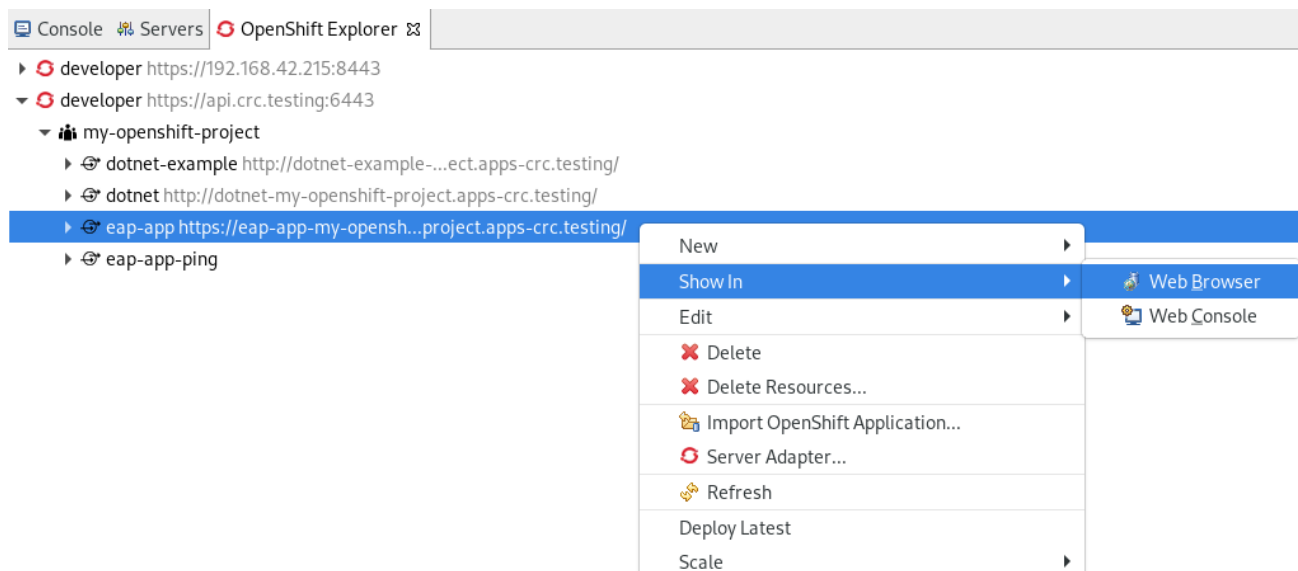 Console Servers OpenShift Explorer
developer https://192.168.42.215:8443
developer https://api.crc.testing:6443
my-openshift-project
dotnet-example http://dotnet-example-...ect.apps-crc.testing/
dotnet http://dotnet-my-openshift-project.apps-crc.testing/
eap-app https://eap-app-my-opensh...project.apps-crc.testing/
eap-app-ping
New
Show In
Web Browser
Edit
Web Console
Delete
Delete Resources...
Import OpenShift Application...
Server Adapter...
Refresh
Deploy Latest
Scale